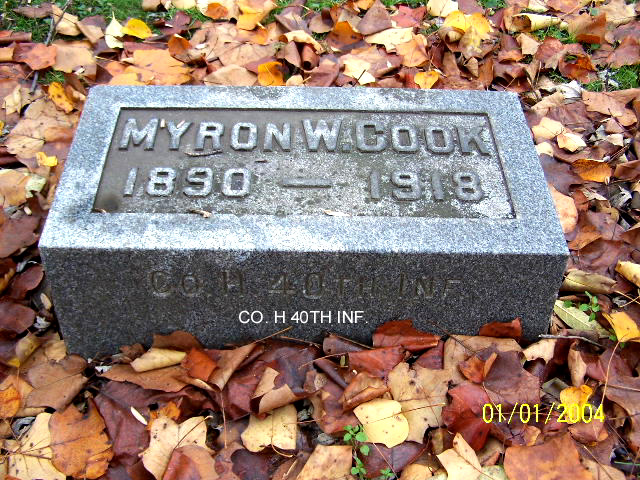 MYRON W. COOK
1890 — 1918
CO. H 40TH INF
CO. H 40TH INF.
01/01/2004